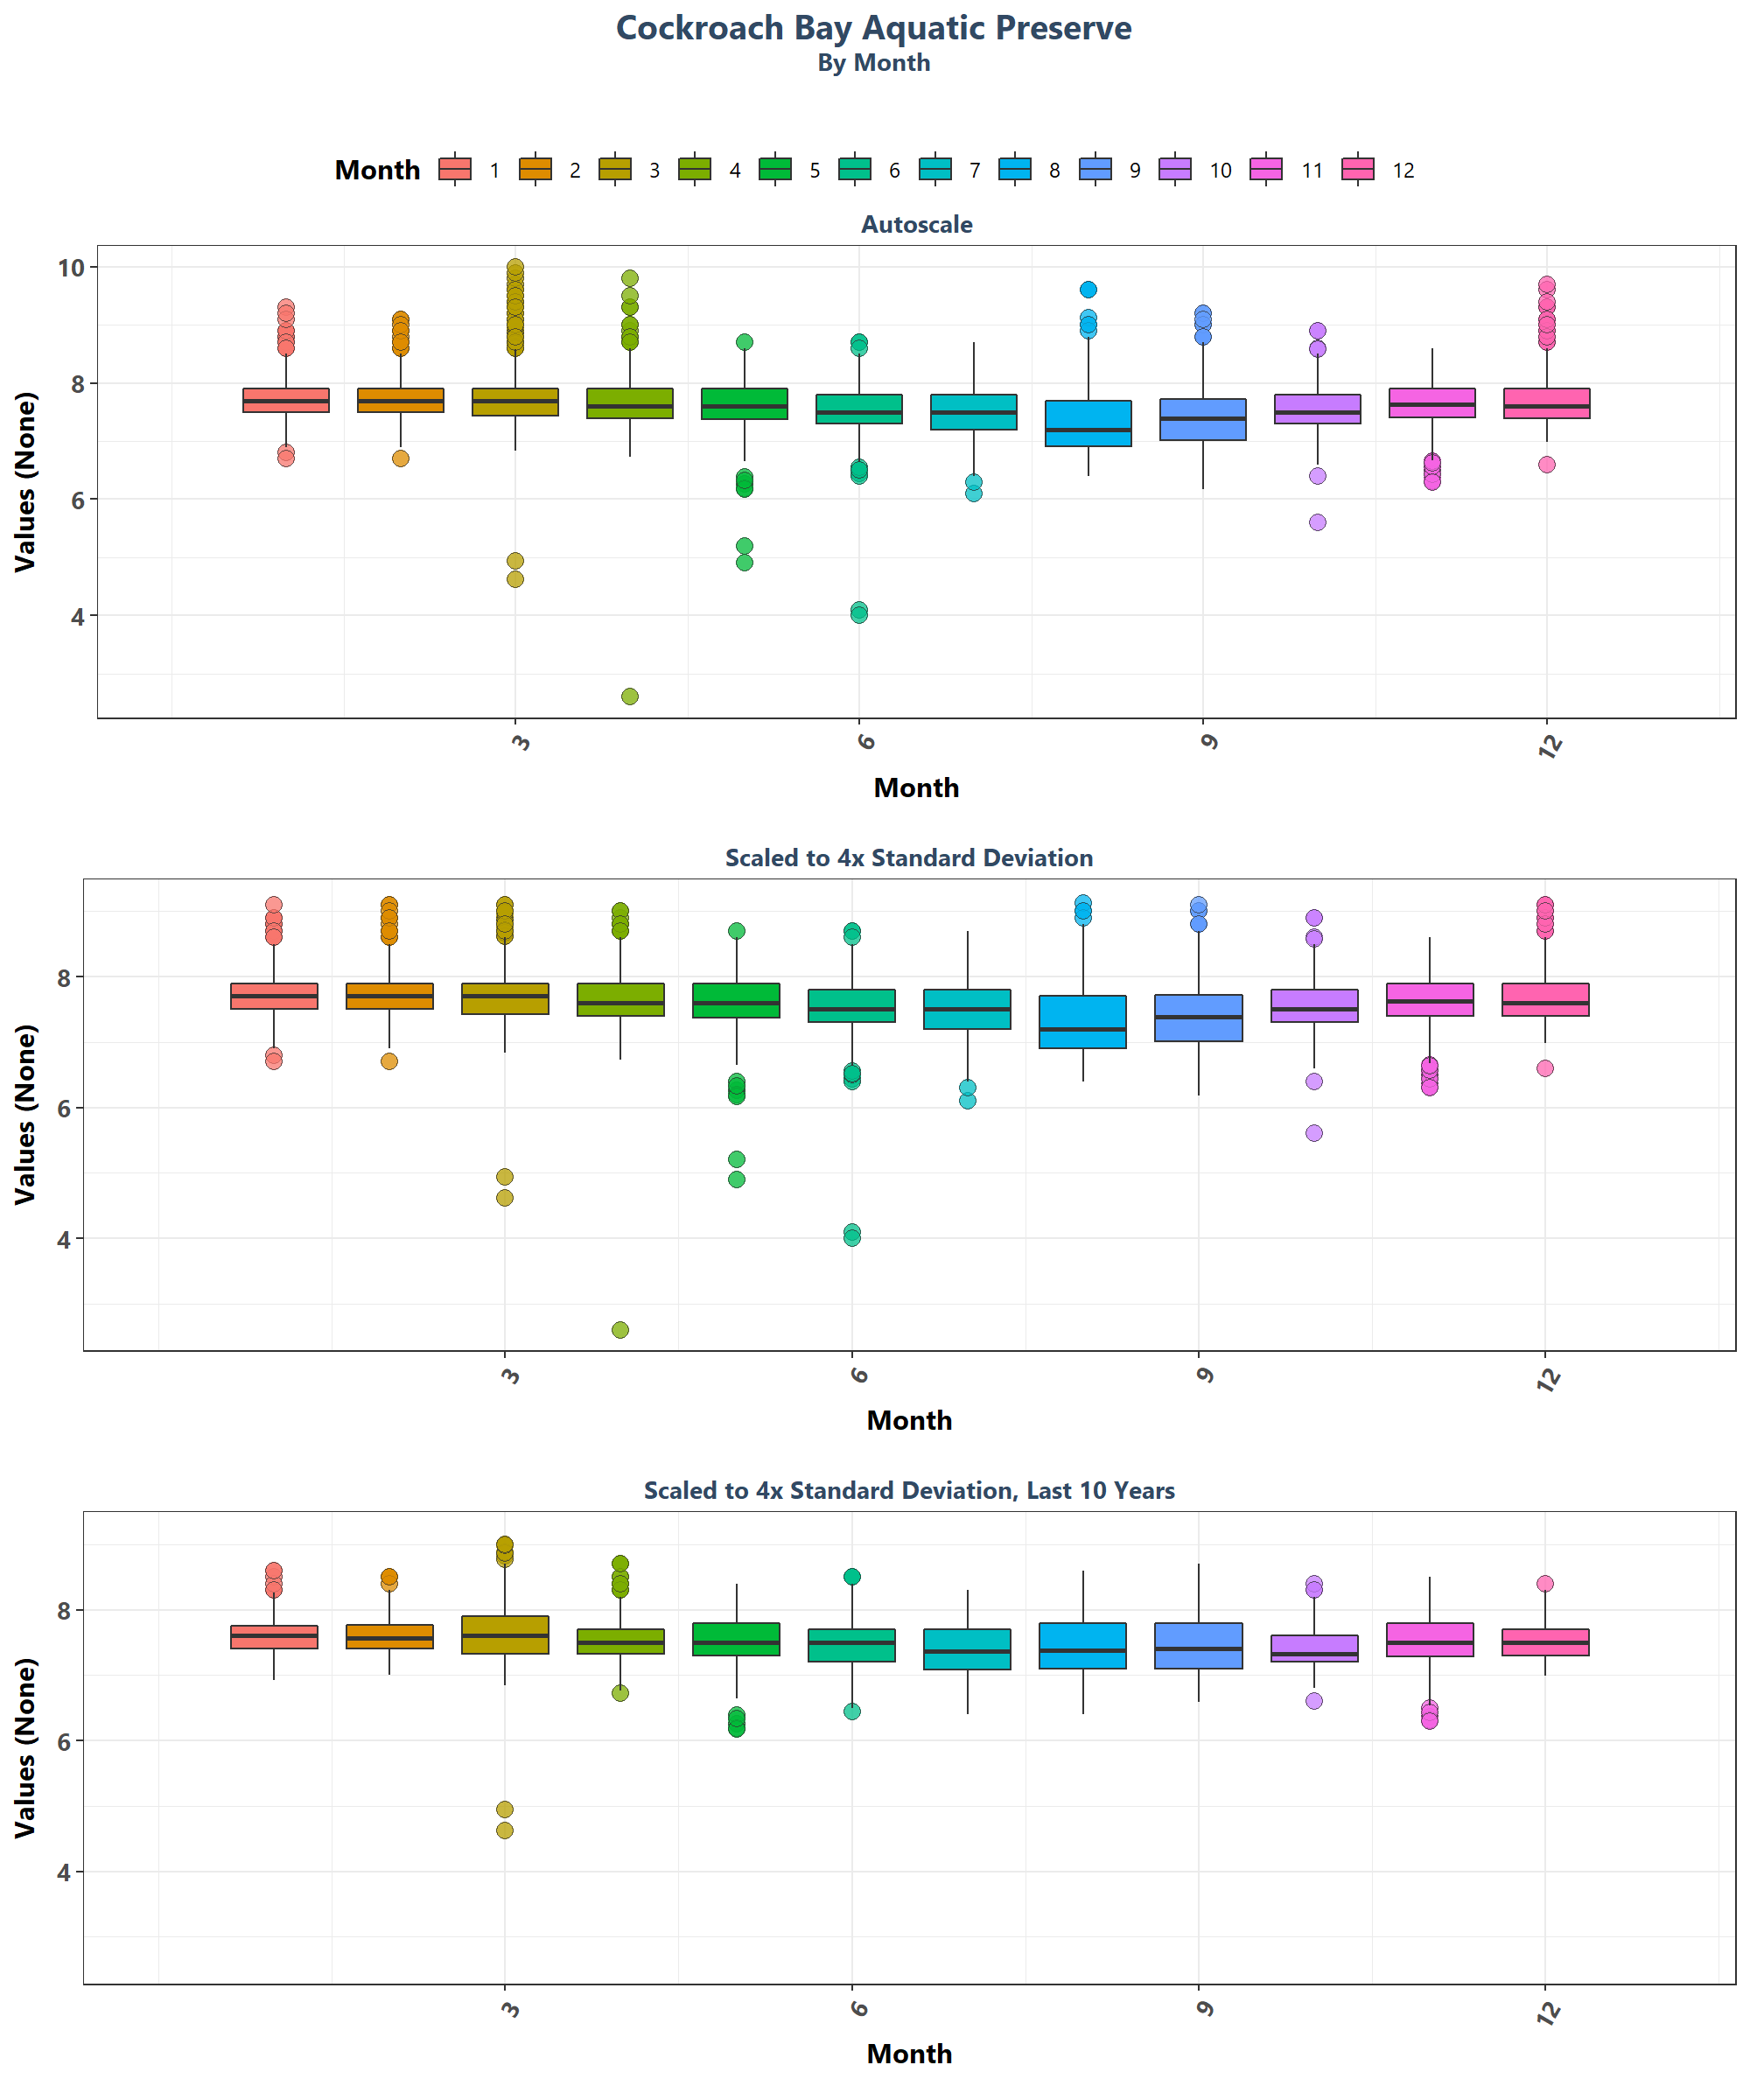 Cockroach Bay Aquatic Preserve
By Month
Month 1 2 3 4 5 6 7 8 9 10 11 12
Autoscale
Values (None)
10
8
6
4
3 6 9 12
Month
Scaled to 4x Standard Deviation
Values (None)
8
6
4
3 6 9 12
Month
Scaled to 4x Standard Deviation, Last 10 Years
Values (None)
8
6
4
3 6 9 12
Month